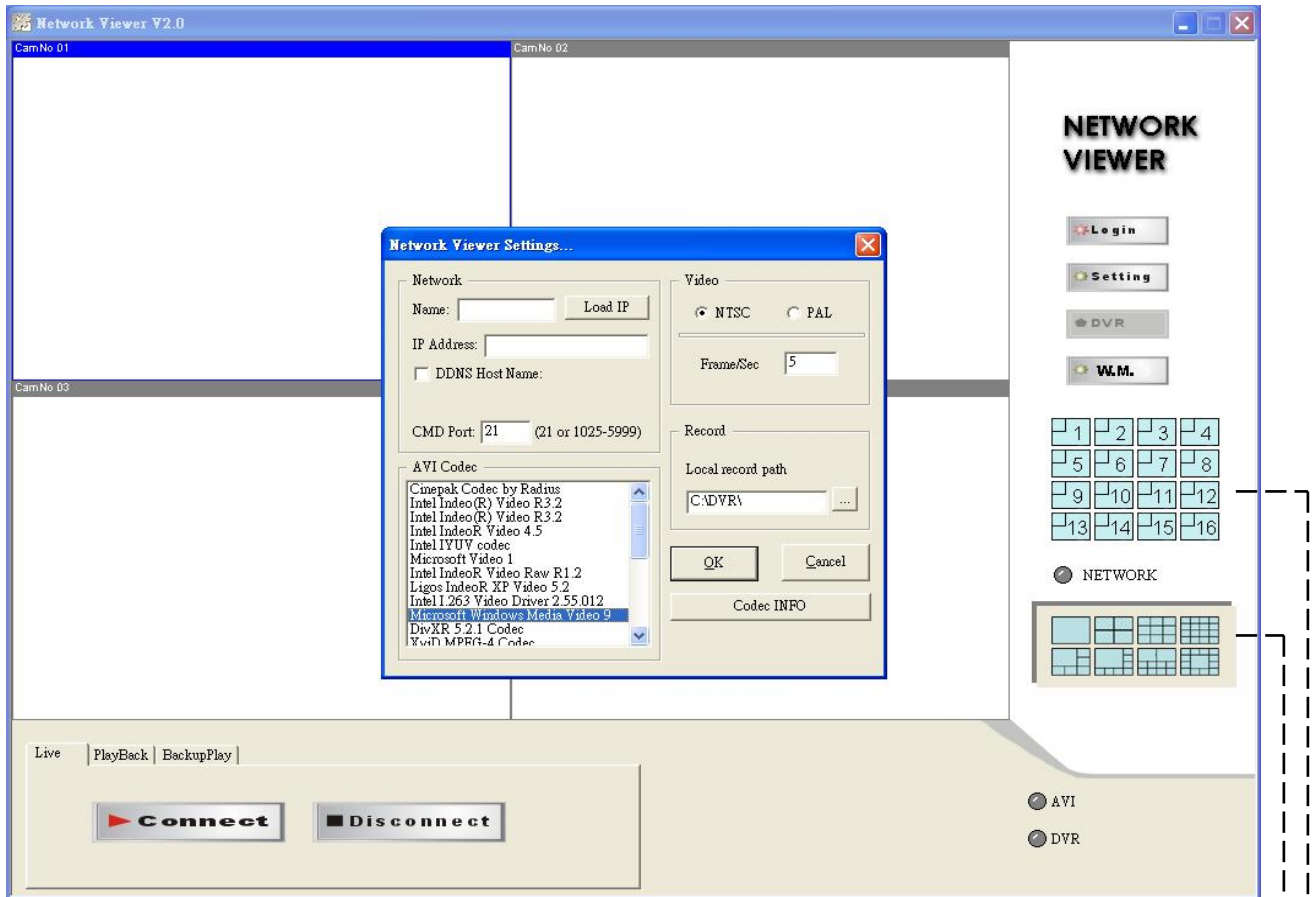 Network Viewer V2.0
CamNo 01
CamNo 02
CamNo 03
NETWORK
VIEWER
Login
Setting
DVR
W.M.
1 2 3 4
5 6 7 8
9 10 11 12
13 14 15 16
NETWORK
Network Viewer Settings...
Network
Name:
Load IP
IP Address:
DDNS Host Name:
CMD Port: 21 (21 or 1025-5999)
AVI Codec
Cinepak Codec by Radius
Intel Indeo(R) Video R3.2
Intel Indeo(R) Video R3.2
Intel IndeoR Video 4.5
Intel IYUV codec
Microsoft Video 1
Intel IndeoR Video Raw R1.2
Ligos IndeoR XP Video 5.2
Intel I.263 Video Driver 2.55.012
Microsoft Windows Media Video 9
DivXR 5.2.1 Codec
XviD MPEG-4 Codec
Video
NTSC PAL
Frame/Sec 5
Record
Local record path
C:\DVR\ ...
OK Cancel
Codec INFO
Live PlayBack BackupPlay
Connect Disconnect
AVI
DVR